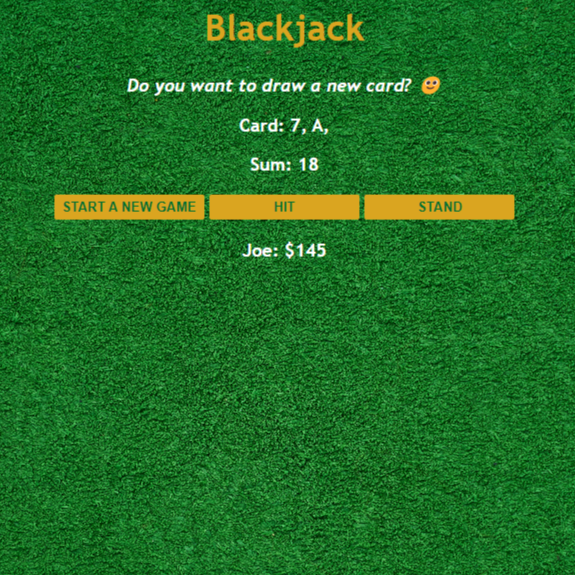 Blackjack
Do you want to draw a new card? 🙂
Card: 7, A,
Sum: 18
START A NEW GAME
HIT
STAND
Joe: $145